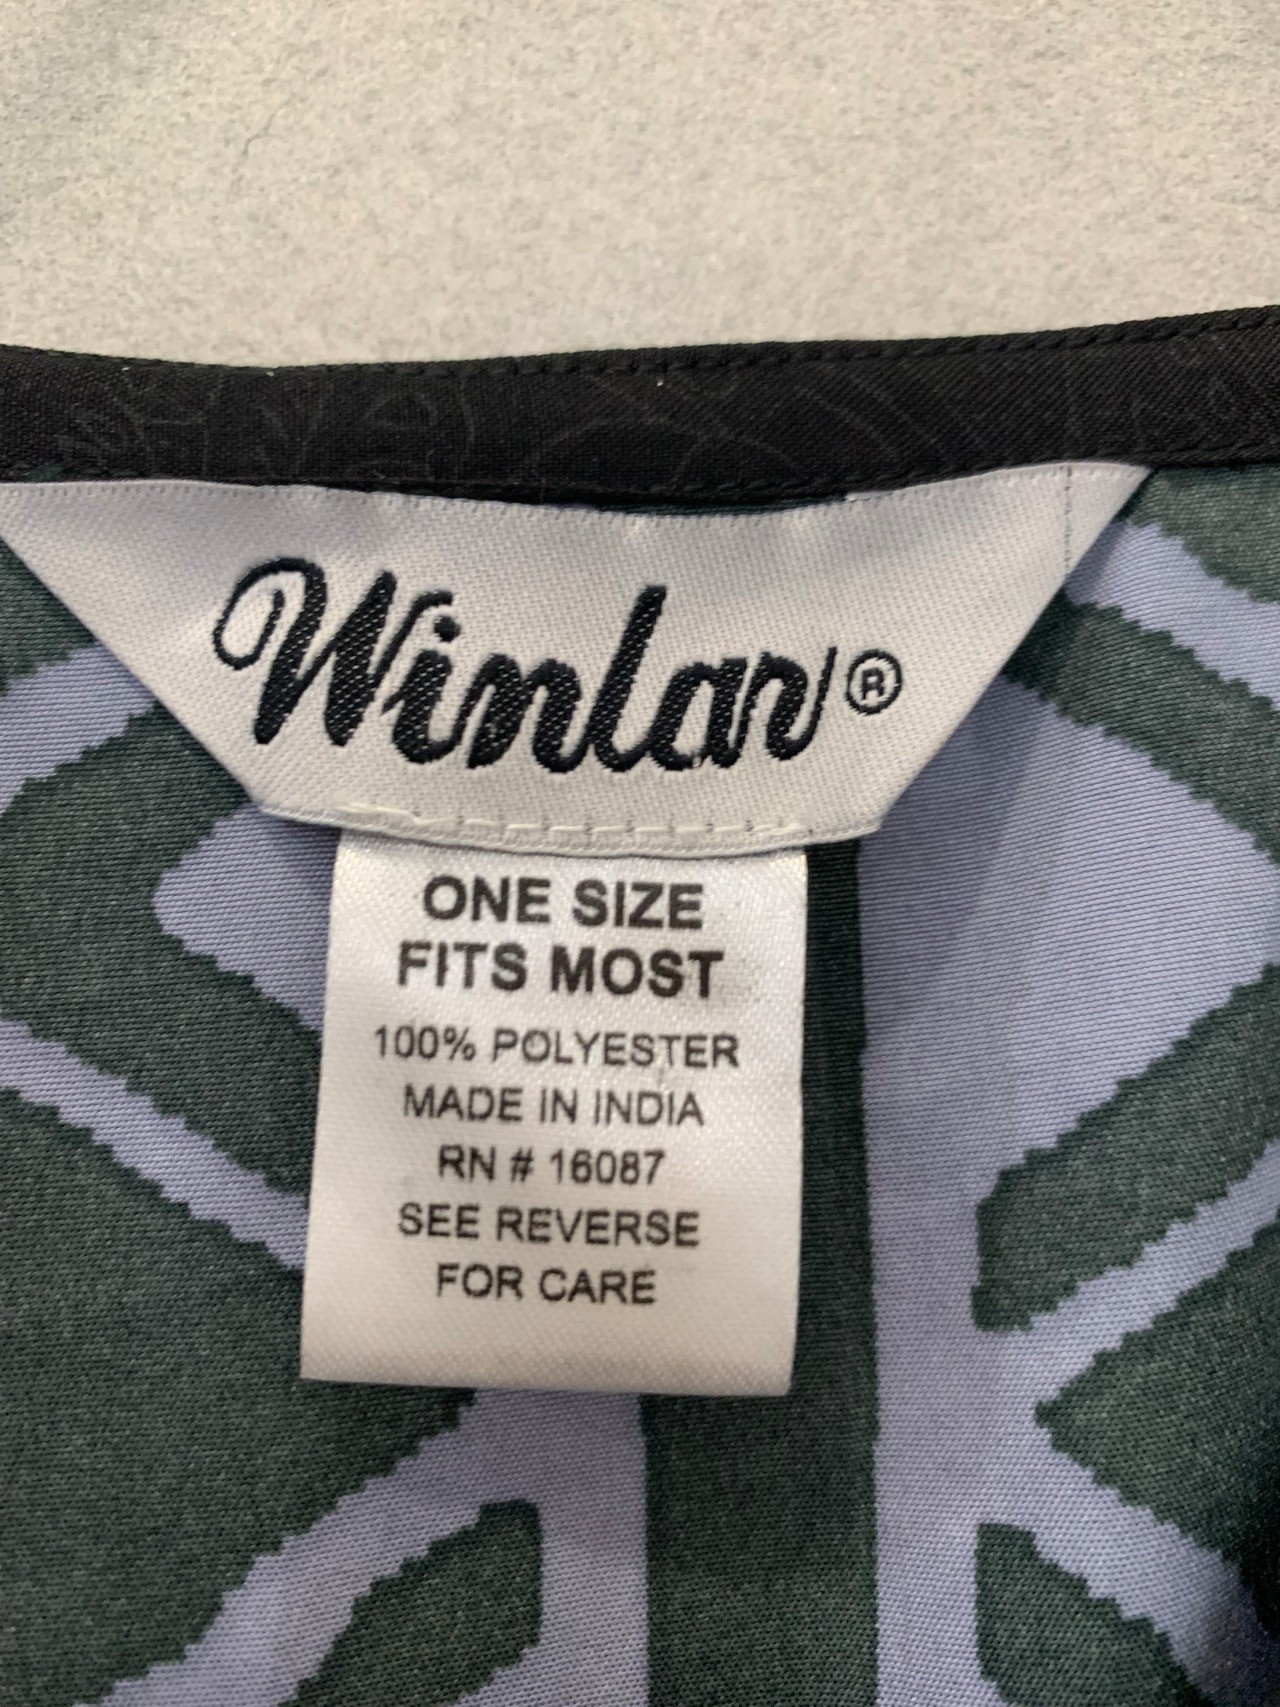 Winlar®
ONE SIZE
FITS MOST
100% POLYESTER
MADE IN INDIA
RN # 16087
SEE REVERSE
FOR CARE